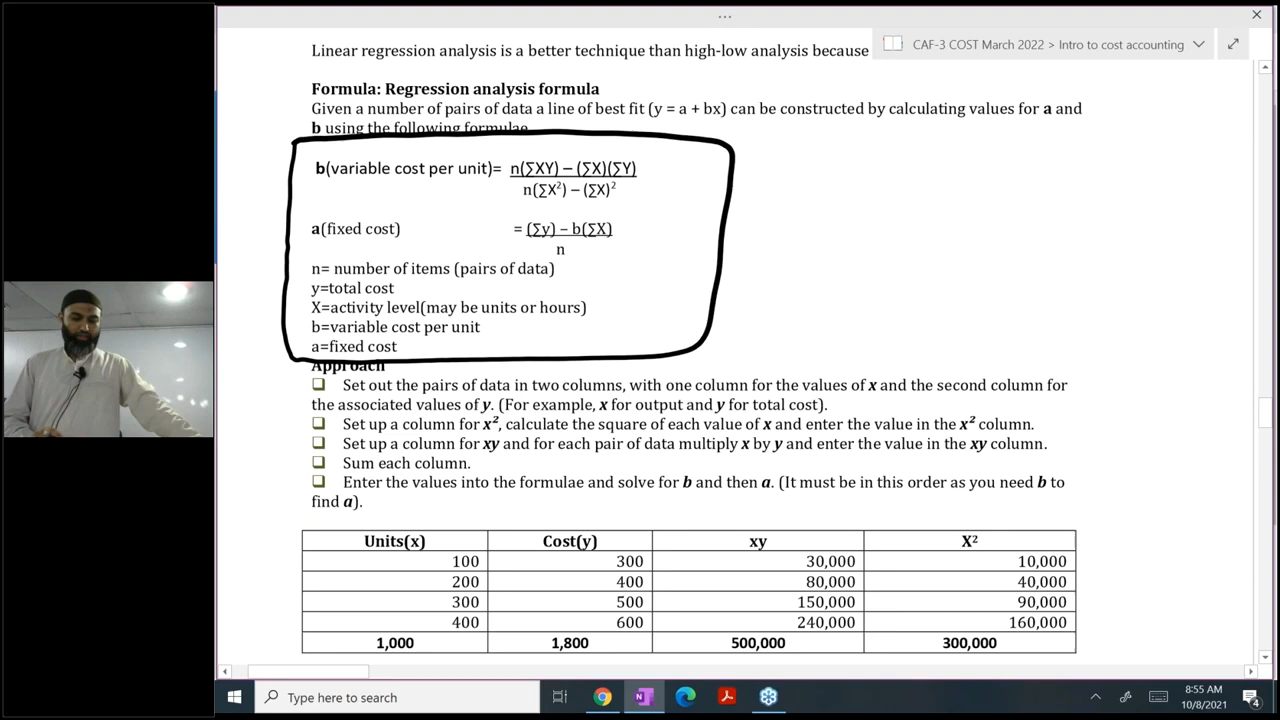 CAF-3 COST March 2022 > Intro to cost accounting
Linear regression analysis is a better technique than high-low analysis because
Formula: Regression analysis formula
Given a number of pairs of data a line of best fit (y = a + bx) can be constructed by calculating values for a and
b using the following formulae
b(variable cost per unit)= n(∑XY) – (∑X)(∑Y)
n(∑X²) – (∑X)²
a(fixed cost) = (∑y) – b(∑X)
n
n= number of items (pairs of data)
y=total cost
X=activity level(may be units or hours)
b=variable cost per unit
a=fixed cost
Approach
❑ Set out the pairs of data in two columns, with one column for the values of x and the second column for
the associated values of y. (For example, x for output and y for total cost).
❑ Set up a column for x², calculate the square of each value of x and enter the value in the x² column.
❑ Set up a column for xy and for each pair of data multiply x by y and enter the value in the xy column.
❑ Sum each column.
❑ Enter the values into the formulae and solve for b and then a. (It must be in this order as you need b to
find a).
Units(x) Cost(y) xy X²
100 300 30,000 10,000
200 400 80,000 40,000
300 500 150,000 90,000
400 600 240,000 160,000
1,000 1,800 500,000 300,000
Type here to search
8:55 AM
10/8/2021
4